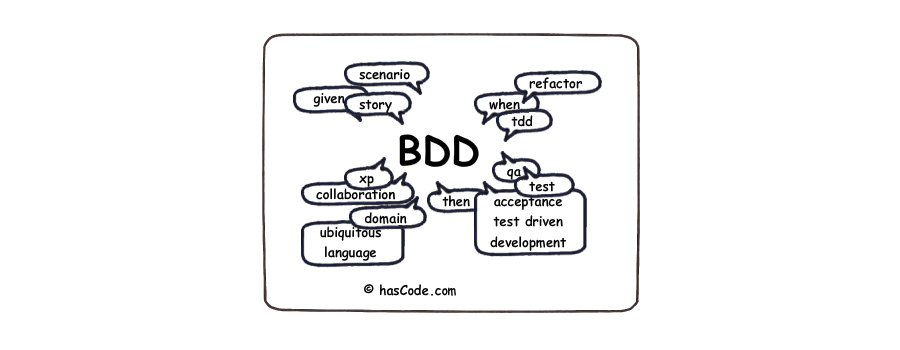 scenario
given
story
refactor
when
tdd
BDD
xp
collaboration
domain
ubiquitous
language
then
qa
test
acceptance
test driven
development
© hasCode.com